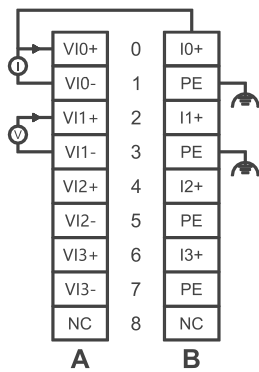 VI0+ 0 I0+
I
VI0- 1 PE
VI1+ 2 I1+
V
VI1- 3 PE
VI2+ 4 I2+
VI2- 5 PE
VI3+ 6 I3+
VI3- 7 PE
NC 8 NC
A B